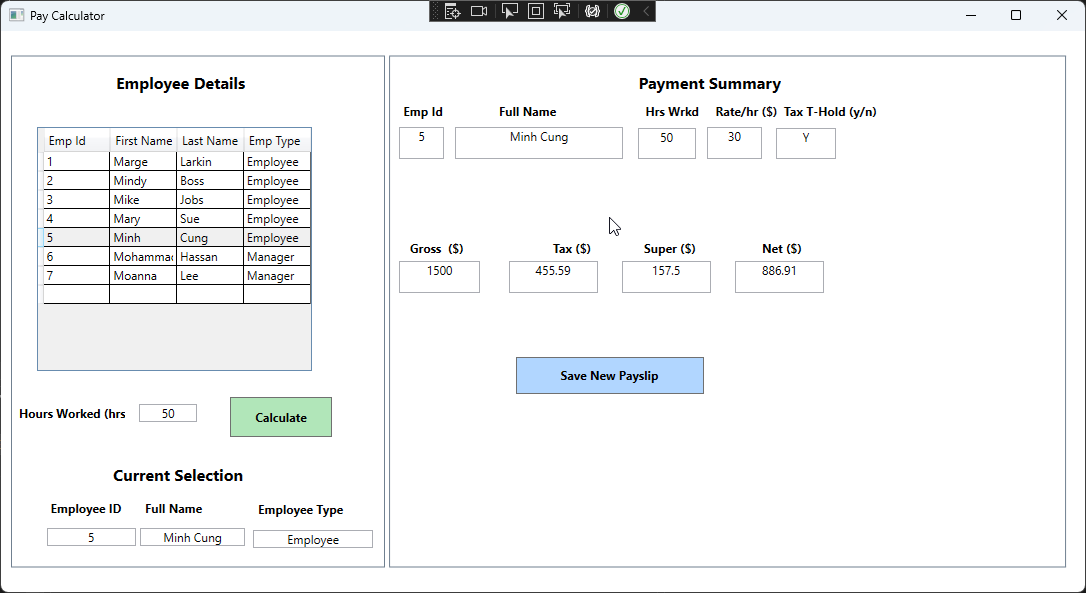 Pay Calculator
Employee Details
Emp Id First Name Last Name Emp Type
1 Marge Larkin Employee
2 Mindy Boss Employee
3 Mike Jobs Employee
4 Mary Sue Employee
5 Minh Cung Employee
6 Mohammac Hassan Manager
7 Moanna Lee Manager
Hours Worked (hrs 50 Calculate
Current Selection
Employee ID Full Name Employee Type
5 Minh Cung Employee
Payment Summary
Emp Id Full Name Hrs Wrkd Rate/hr ($) Tax T-Hold (y/n)
5 Minh Cung 50 30 Y
Gross ($) Tax ($) Super ($) Net ($)
1500 455.59 157.5 886.91
Save New Payslip